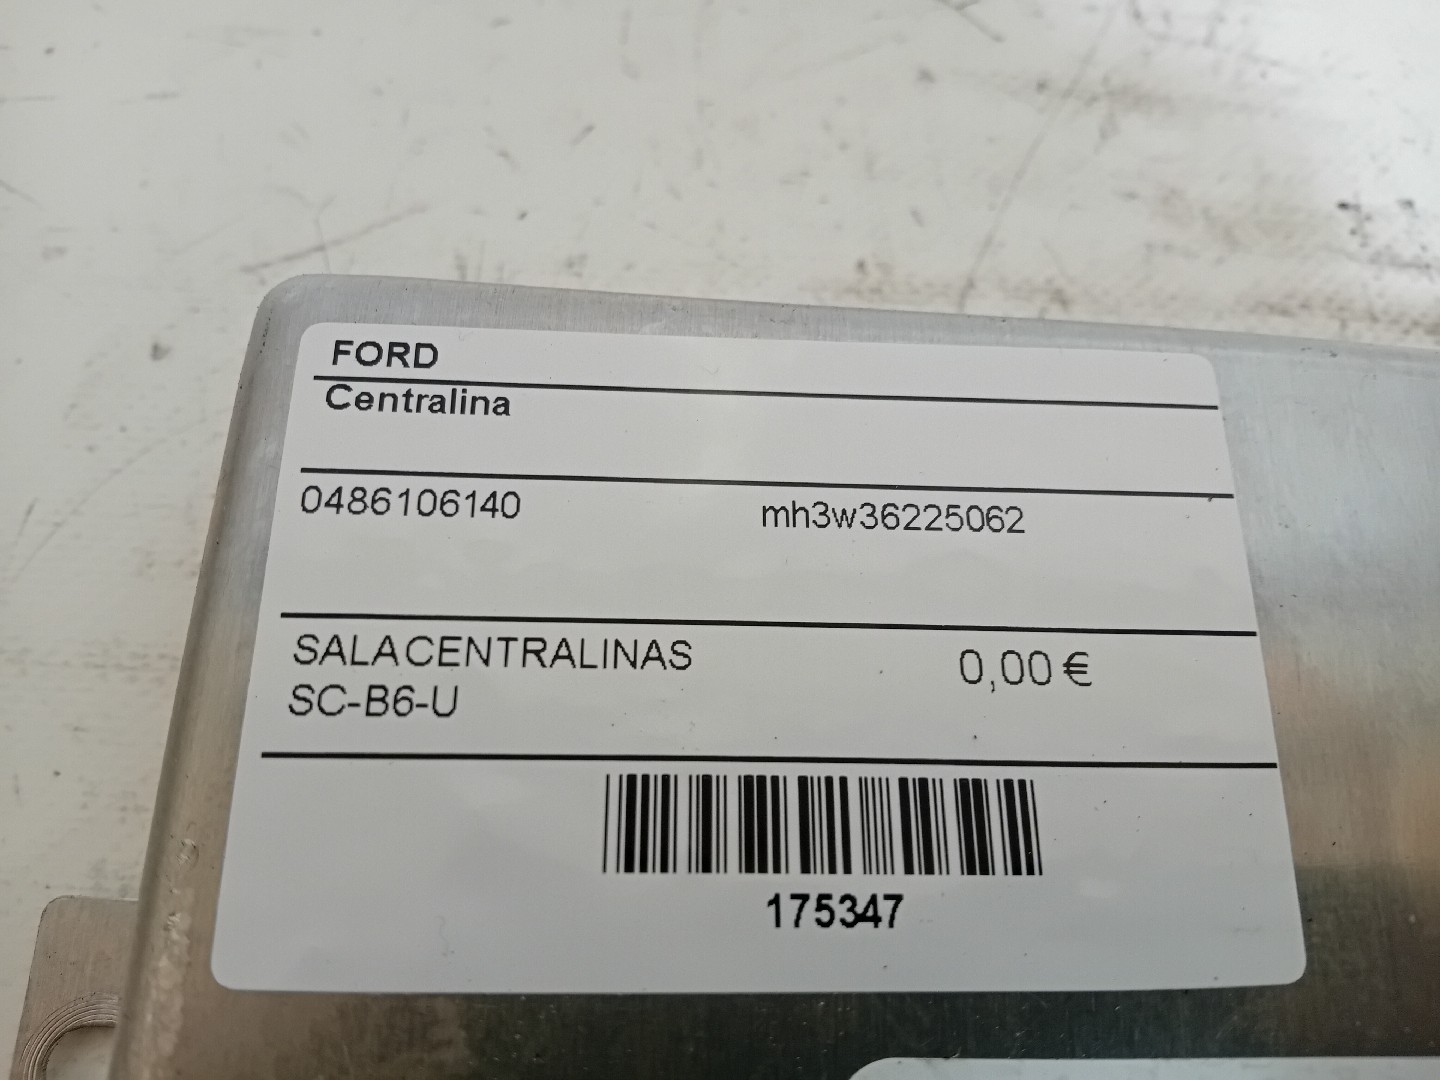 FORD
Centralina
0486106140 mh3w36225062
SALACENTRALINAS 0,00 €
SC-B6-U
175347